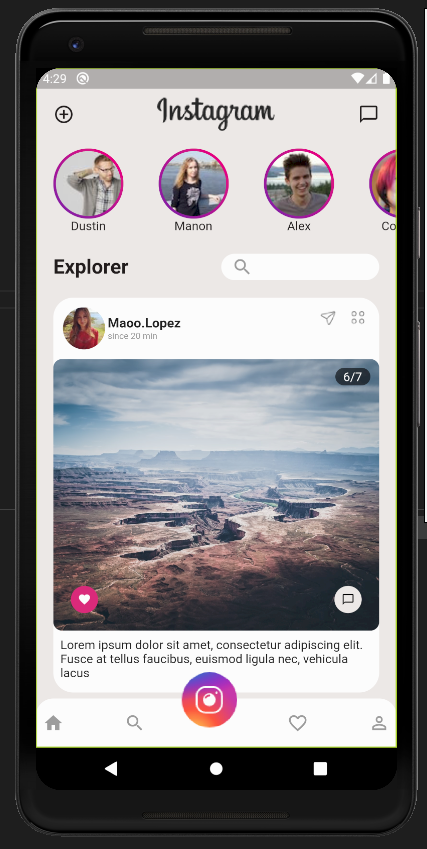 4:29
Instagram
Dustin
Manon
Alex
Co
Explorer
Maoo.Lopez
since 20 min
6/7
Lorem ipsum dolor sit amet, consectetur adipiscing elit.
Fusce at tellus faucibus, euismod ligula nec, vehicula
lacus